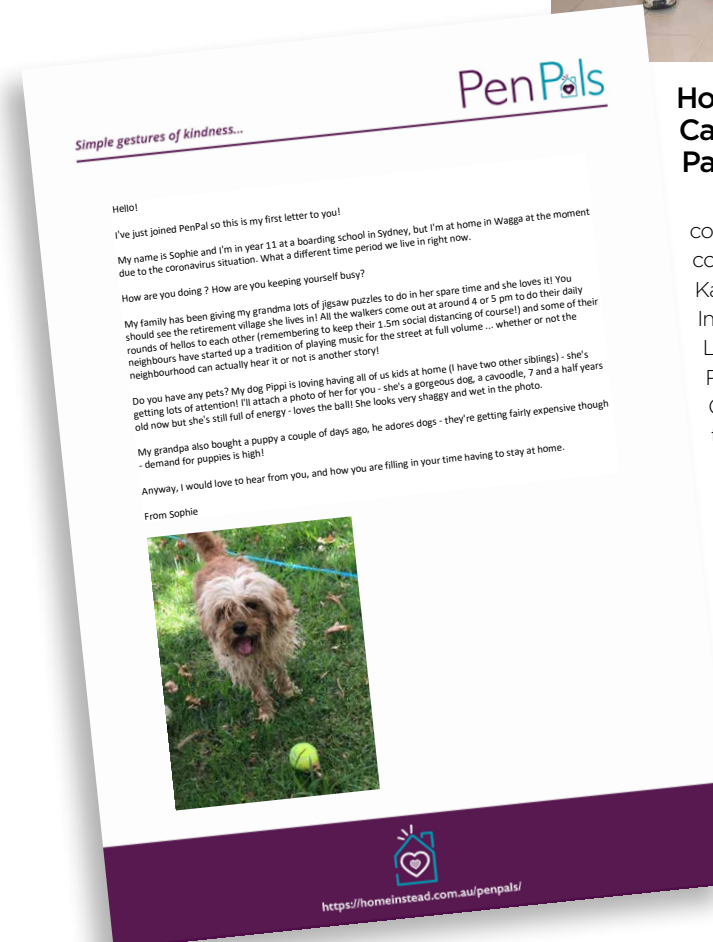 Pen Pals
Simple gestures of kindness...
Hello!
I've just joined PenPal so this is my first letter to you!
My name is Sophie and I'm in year 11 at a boarding school in Sydney, but I'm at home in Wagga at the moment
due to the coronavirus situation. What a different time period we live in right now.
How are you doing ? How are you keeping yourself busy?
My family has been giving my grandma lots of jigsaw puzzles to do in her spare time and she loves it! You
should see the retirement village she lives in! All the walkers come out at around 4 or 5 pm to do their daily
rounds of hellos to each other (remembering to keep their 1.5m social distancing of course!) and some of their
neighbours have started up a tradition of playing music for the street at full volume ... whether or not the
neighbourhood can actually hear it or not is another story!
Do you have any pets? My dog Pippi is loving having all of us kids at home (I have two other siblings) - she's
getting lots of attention! I'll attach a photo of her for you - she's a gorgeous dog, a cavoodle, 7 and a half years
old now but she's still full of energy - loves the ball! She looks very shaggy and wet in the photo.
My grandpa also bought a puppy a couple of days ago, he adores dogs - they're getting fairly expensive though
- demand for puppies is high!
Anyway, I would love to hear from you, and how you are filling in your time having to stay at home.
From Sophie
https://homeinstead.com.au/penpals/
Ho
Ca
Pa
co
co
Ka
In
L